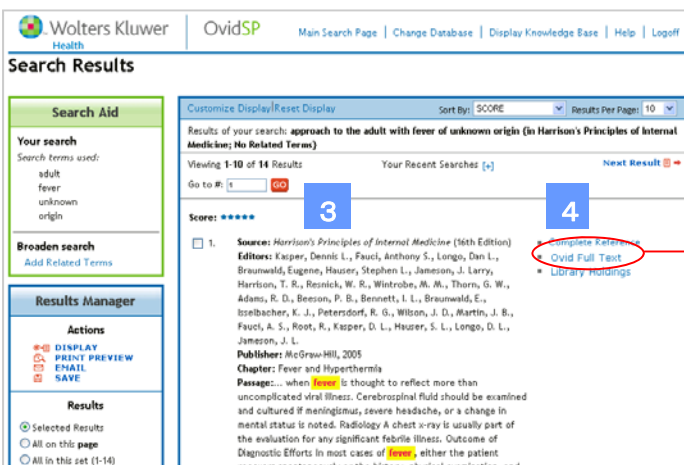 Wolters Kluwer
Health
OvidSP
Main Search Page | Change Database | Display Knowledge Base | Help | Logoff
Search Results
Search Aid
Your search
Search terms used:
adult
fever
unknown
origin
Broaden search
Add Related Terms
Results Manager
Actions
DISPLAY
PRINT PREVIEW
EMAIL
SAVE
Results
Selected Results
All on this page
All in this set (1-14)
Customize Display|Reset Display
Sort By: SCORE
Results Per Page: 10
Results of your search: approach to the adult with fever of unknown origin (in Harrison's Principles of Internal
Medicine; No Related Terms)
Viewing 1-10 of 14 Results
Your Recent Searches [+]
Next Result
Go to #: 1 GO
Score:
3
4
1.
Source: Harrison's Principles of Internal Medicine (16th Edition)
Editors: Kasper, Dennis L., Fauci, Anthony S., Longo, Dan L.,
Braunwald, Eugene, Hauser, Stephen L., Jameson, J. Larry,
Harrison, T. R., Resnick, W. R., Wintrobe, M. M., Thorn, G. W.,
Adams, R. D., Beeson, P. B., Bennett, I. L., Braunwald, E.,
Isselbacher, K. J., Petersdorf, R. G., Wilson, J. D., Martin, J. B.,
Fauci, A. S., Root, R., Kasper, D. L., Hauser, S. L., Longo, D. L.,
Jameson, J. L.
Publisher: McGraw-Hill, 2005
Chapter: Fever and Hyperthermia
Passage:... when fever is thought to reflect more than
uncomplicated viral illness. Cerebrospinal fluid should be examined
and cultured if meningismus, severe headache, or a change in
mental status is noted. Radiology A chest x-ray is usually part of
the evaluation for any significant febrile illness. Outcome of
Diagnostic Efforts In most cases of fever, either the patient
Complete Reference
Ovid Full Text
Library Holdings